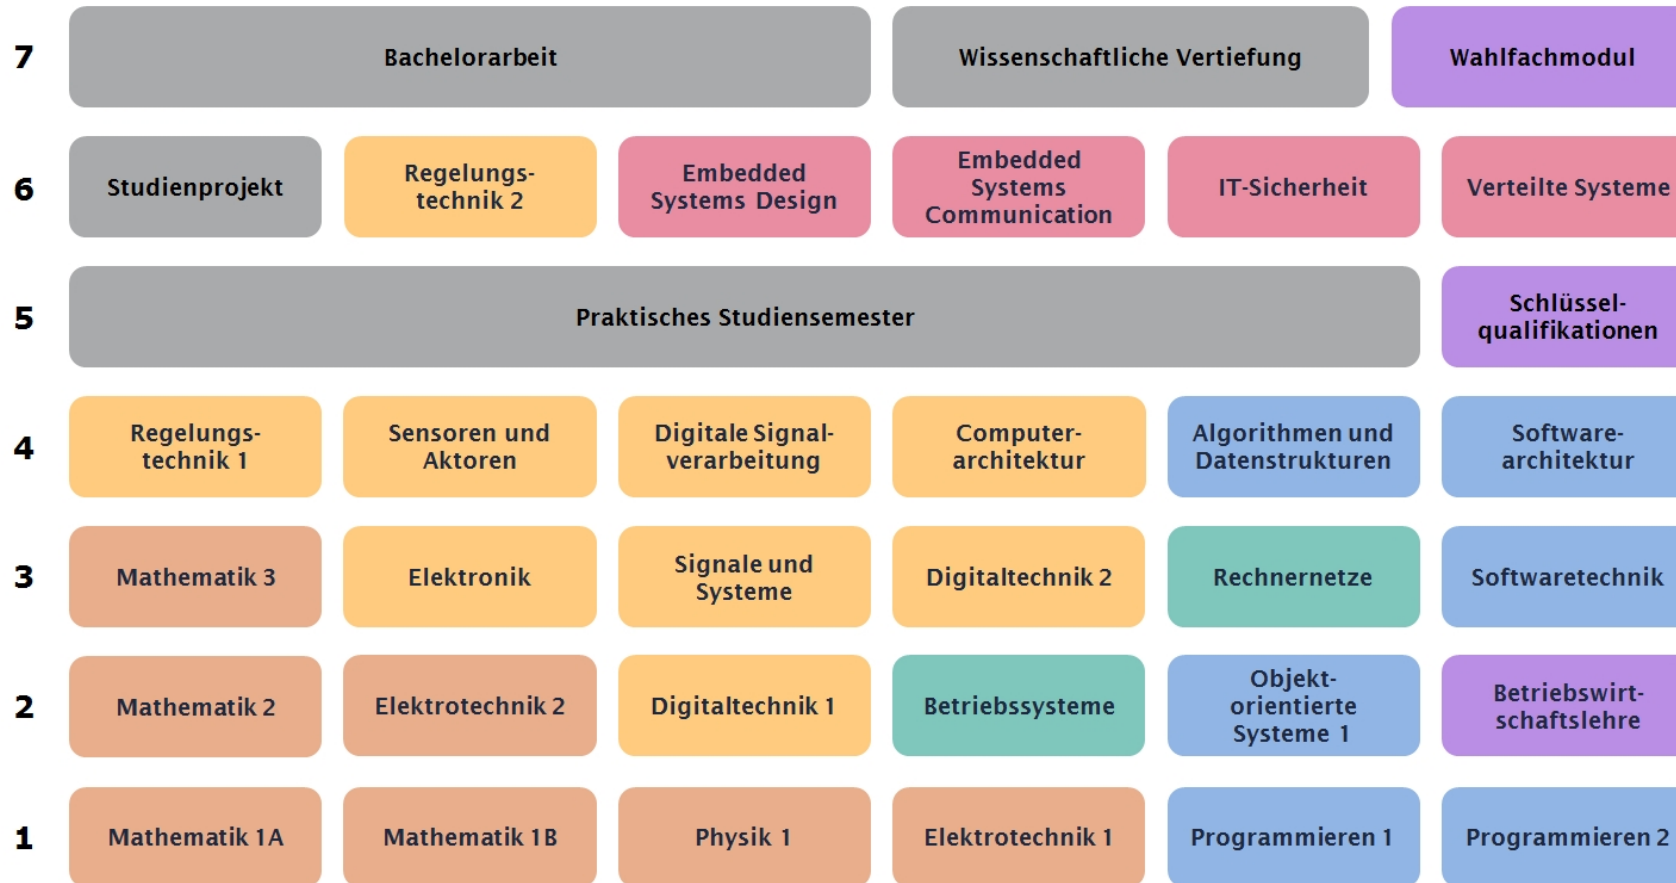 7
Bachelorarbeit
Wissenschaftliche Vertiefung
Wahlfachmodul
6
Studienprojekt
Regelungs-
technik 2
Embedded
Systems Design
Embedded
Systems
Communication
IT-Sicherheit
Verteilte Systeme
5
Praktisches Studiensemester
Schlüssel-
qualifikationen
4
Regelungs-
technik 1
Sensoren und
Aktoren
Digitale Signal-
verarbeitung
Computer-
architektur
Algorithmen und
Datenstrukturen
Software-
architektur
3
Mathematik 3
Elektronik
Signale und
Systeme
Digitaltechnik 2
Rechnernetze
Softwaretechnik
2
Mathematik 2
Elektrotechnik 2
Digitaltechnik 1
Betriebssysteme
Objekt-
orientierte
Systeme 1
Betriebswirt-
schaftslehre
1
Mathematik 1A
Mathematik 1B
Physik 1
Elektrotechnik 1
Programmieren 1
Programmieren 2